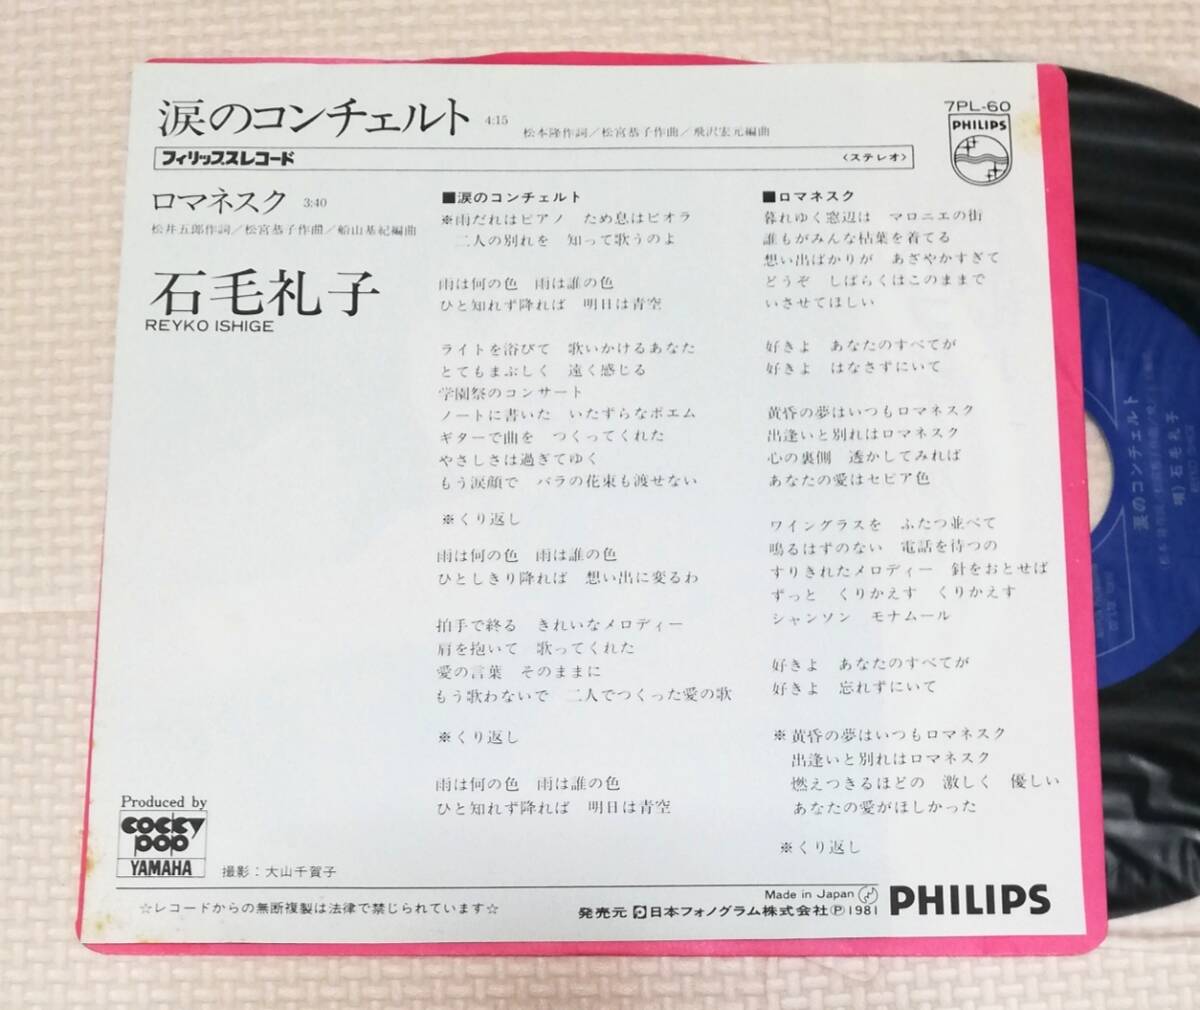 涙のコンチェルト 4:15 松本隆作詞/松宮恭子作曲/飛沢宏元編曲
7PL-60
PHILIPS
フィリップスレコード 〈ステレオ〉
ロマネスク 3:40
松井五郎作詞/松宮恭子作曲/船山基紀編曲
石毛礼子
REYKO ISHIGE
■涙のコンチェルト
※雨だれはピアノ ため息はビオラ
二人の別れを 知って歌うのよ
雨は何の色 雨は誰の色
ひと知れず降れば 明日は青空
ライトを浴びて 歌いかけるあなた
とてもまぶしく 遠く感じる
学園祭のコンサート
ノートに書いた いたずらなポエム
ギターで曲を つくってくれた
やさしさは過ぎてゆく
もう涙顔で バラの花束も渡せない
※くり返し
雨は何の色 雨は誰の色
ひとしきり降れば 想い出に変るわ
拍手で終る きれいなメロディー
肩を抱いて 歌ってくれた
愛の言葉 そのままに
もう歌わないで 二人でつくった愛の歌
※くり返し
雨は何の色 雨は誰の色
ひと知れず降れば 明日は青空
■ロマネスク
暮れゆく窓辺は マロニエの街
誰もがみんな枯葉を着てる
想い出ばかりが あざやかすぎて
どうぞ しばらくはこのままで
いさせてほしい
好きよ あなたのすべてが
好きよ はなさずにいて
黄昏の夢はいつもロマネスク
出逢いと別れはロマネスク
心の裏側 透かしてみれば
あなたの愛はセピア色
ワイングラスを ふたつ並べて
鳴るはずのない 電話を待つの
すりきれたメロディー 針をおとせば
ずっと くりかえす くりかえす
シャンソン モナムール
好きよ あなたのすべてが
好きよ 忘れずにいて
※黄昏の夢はいつもロマネスク
出逢いと別れはロマネスク
燃えつきるほどの 激しく 優しい
あなたの愛がほしかった
※くり返し
Produced by
cocky
pop
YAMAHA
撮影:大山千賀子
☆レコードからの無断複製は法律で禁じられています☆
Made in Japan
発売元 日本フォノグラム株式会社Ⓟ1981
PHILIPS
涙のコンチェルト
唄)石毛礼子